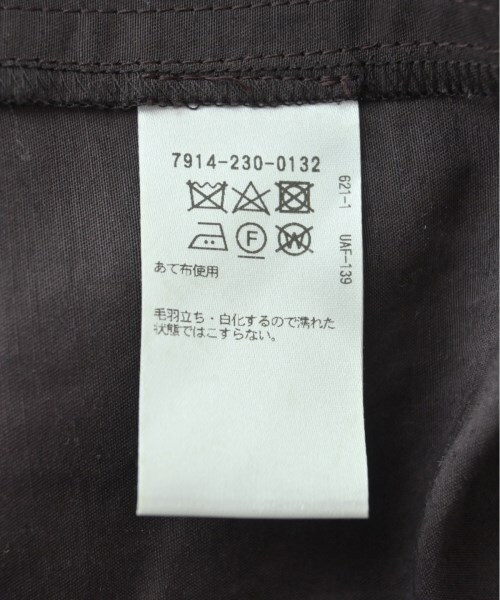 7914-230-0132
621-1 UAF-139
F
W
あて布使用
毛羽立ち・白化するので濡れた
状態ではこすらない。